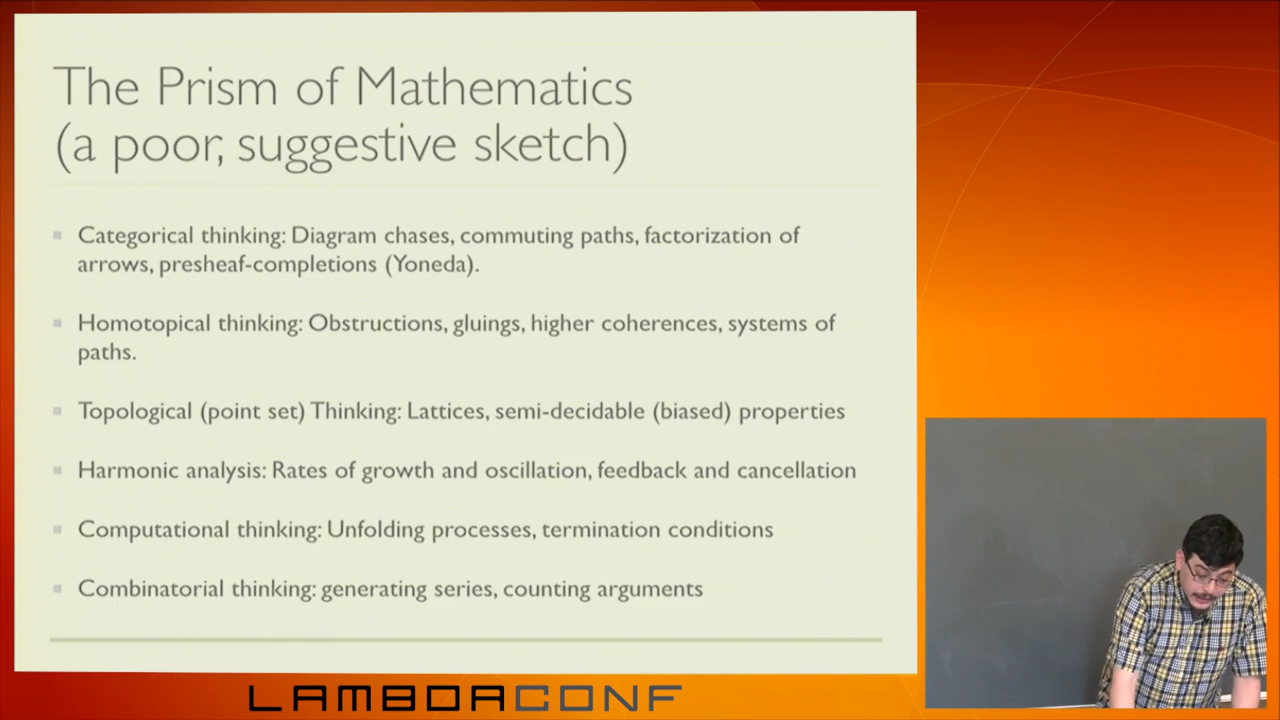 The Prism of Mathematics
(a poor, suggestive sketch)
Categorical thinking: Diagram chases, commuting paths, factorization of
arrows, presheaf-completions (Yoneda).
Homotopical thinking: Obstructions, gluings, higher coherences, systems of
paths.
Topological (point set) Thinking: Lattices, semi-decidable (biased) properties
Harmonic analysis: Rates of growth and oscillation, feedback and cancellation
Computational thinking: Unfolding processes, termination conditions
Combinatorial thinking: generating series, counting arguments
LAMBDACONF